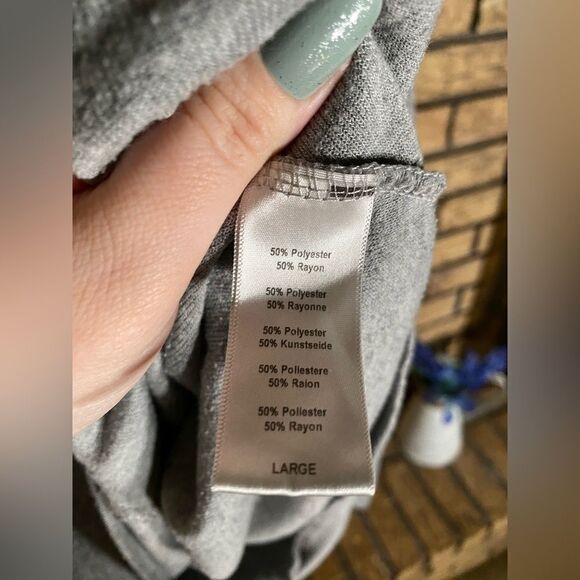 50% Polyester
50% Rayon
50% Polyester
50% Rayonne
50% Polyester
50% Kunstseide
50% Poliestere
50% Raion
50% Poliester
50% Rayon
LARGE